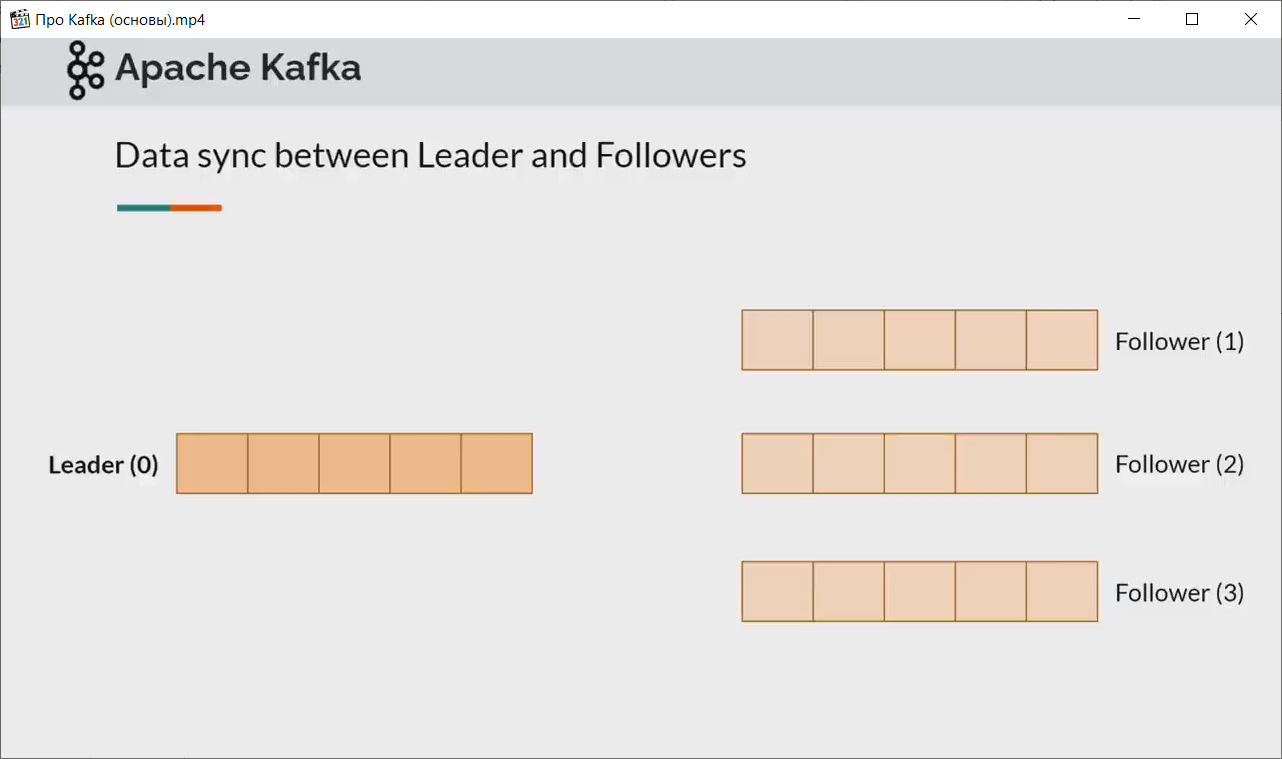 Про Kafka (основы).mp4
Apache Kafka
Data sync between Leader and Followers
Follower (1)
Leader (0)
Follower (2)
Follower (3)